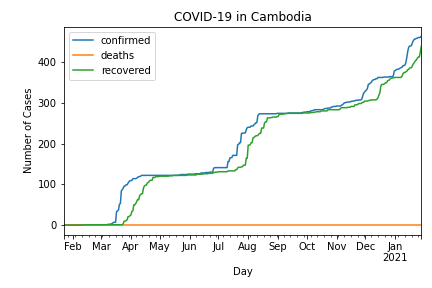 COVID-19 in Cambodia
confirmed
deaths
recovered
Number of Cases
400
300
200
100
0
Feb Mar Apr May Jun Jul Aug Sep Oct Nov Dec Jan
2021
Day